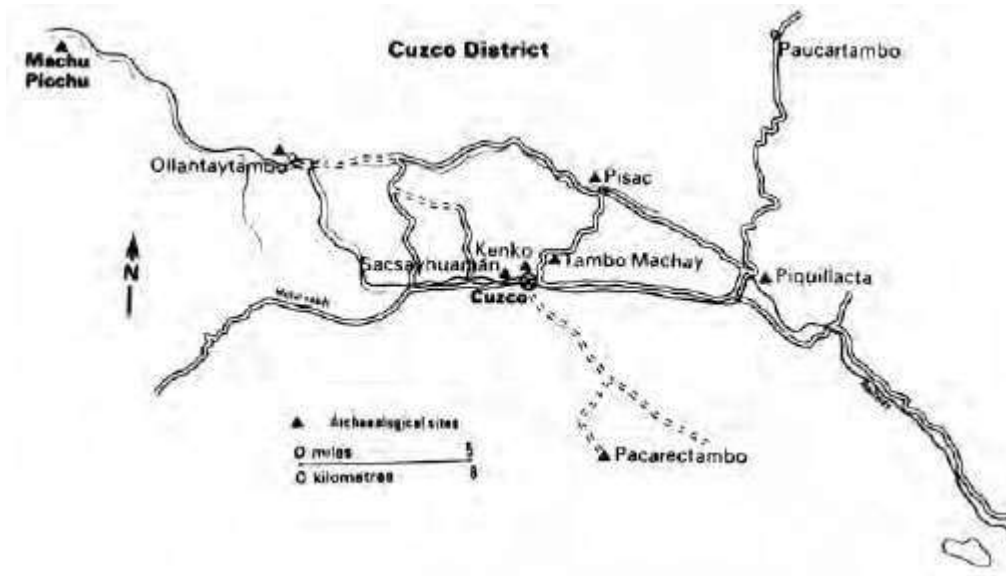 Cuzco District
Paucartambo
Machu
Picchu
Ollantaytambo
Pisac
N
Kenko
Sacsayhuamán
Tambo Machay
Piquillacta
Cuzco
Archaeological sites
0 miles 5
0 kilometres 8
Pacarectambo